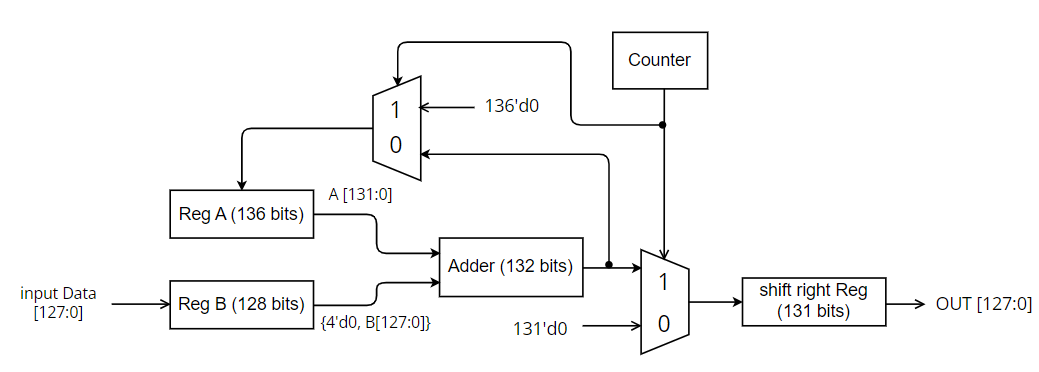 Counter
1
136'd0
0
A [131:0]
Reg A (136 bits)
Adder (132 bits)
input Data
[127:0]
Reg B (128 bits)
{4'd0, B[127:0]}
1
131'd0
0
shift right Reg
(131 bits)
OUT [127:0]